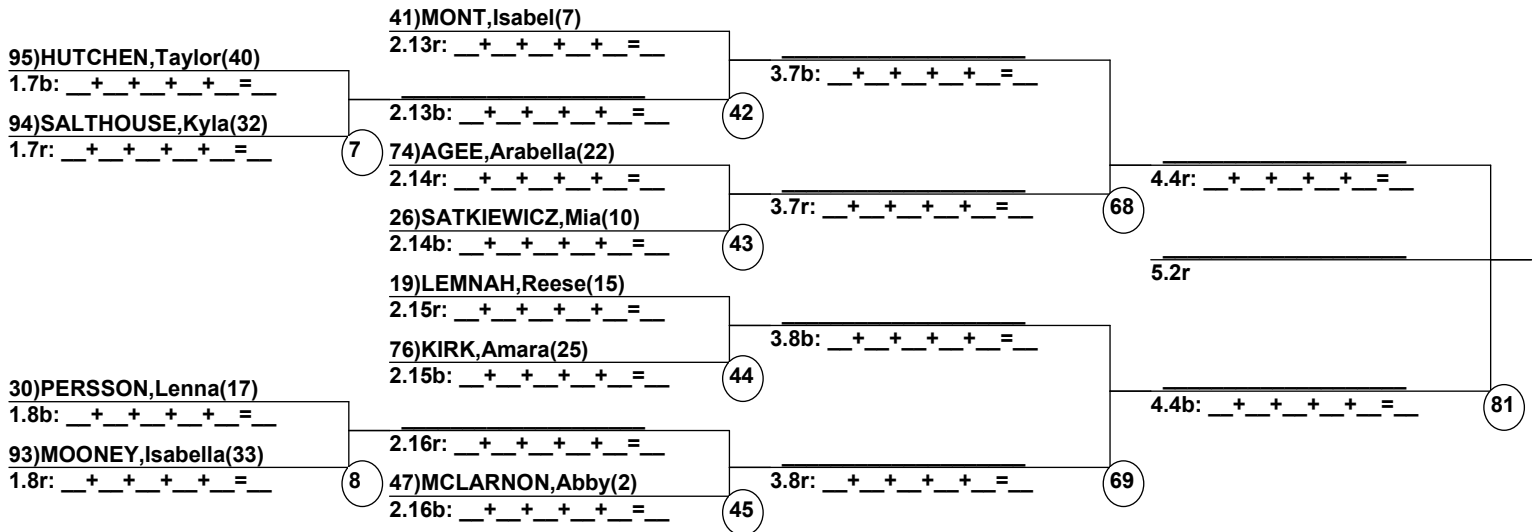 41)MONT,Isabel(7)
2.13r: __+__+__+__+__=__
95)HUTCHEN,Taylor(40)
1.7b: __+__+__+__+__=__
3.7b: __+__+__+__+__=__
2.13b: __+__+__+__+__=__
42
94)SALTHOUSE,Kyla(32)
1.7r: __+__+__+__+__=__
7
74)AGEE,Arabella(22)
2.14r: __+__+__+__+__=__
4.4r: __+__+__+__+__=__
3.7r: __+__+__+__+__=__
68
26)SATKIEWICZ,Mia(10)
2.14b: __+__+__+__+__=__
43
5.2r
19)LEMNAH,Reese(15)
2.15r: __+__+__+__+__=__
3.8b: __+__+__+__+__=__
76)KIRK,Amara(25)
2.15b: __+__+__+__+__=__
44
30)PERSSON,Lenna(17)
1.8b: __+__+__+__+__=__
4.4b: __+__+__+__+__=__
81
2.16r: __+__+__+__+__=__
93)MOONEY,Isabella(33)
1.8r: __+__+__+__+__=__
8
47)MCLARNON,Abby(2)
2.16b: __+__+__+__+__=__
45
3.8r: __+__+__+__+__=__
69